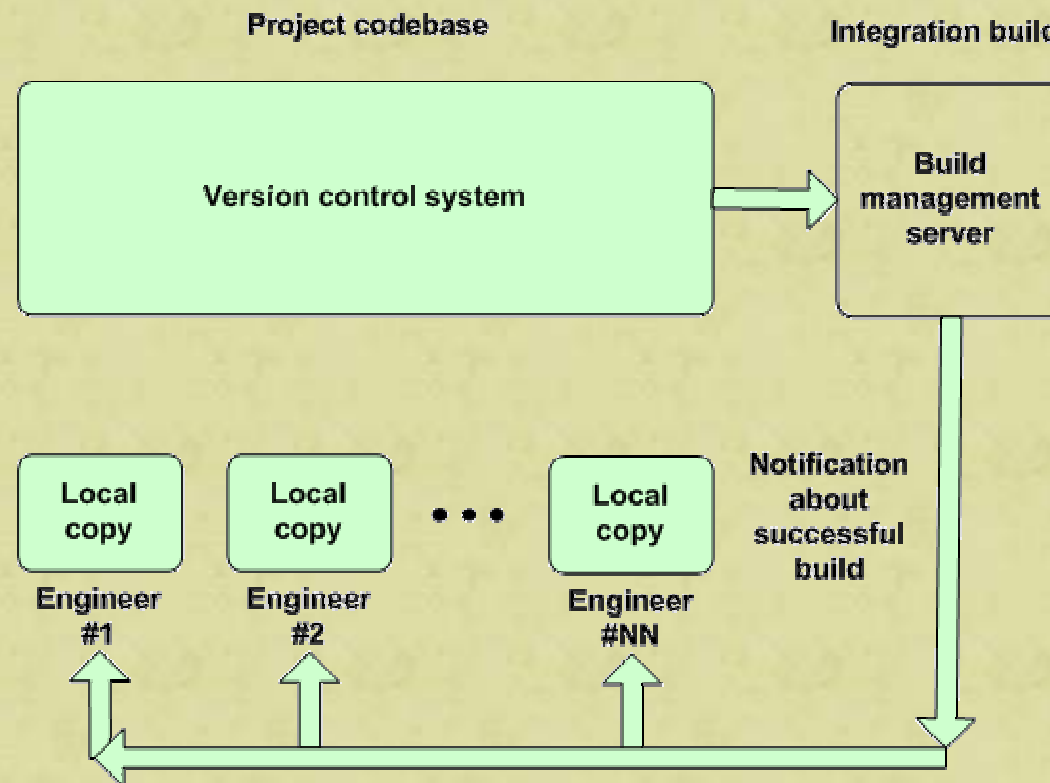 Project codebase
Integration build
Version control system
Build
management
server
Local
copy
Local
copy
Local
copy
Notification
about
successful
build
Engineer
#1
Engineer
#2
Engineer
#NN